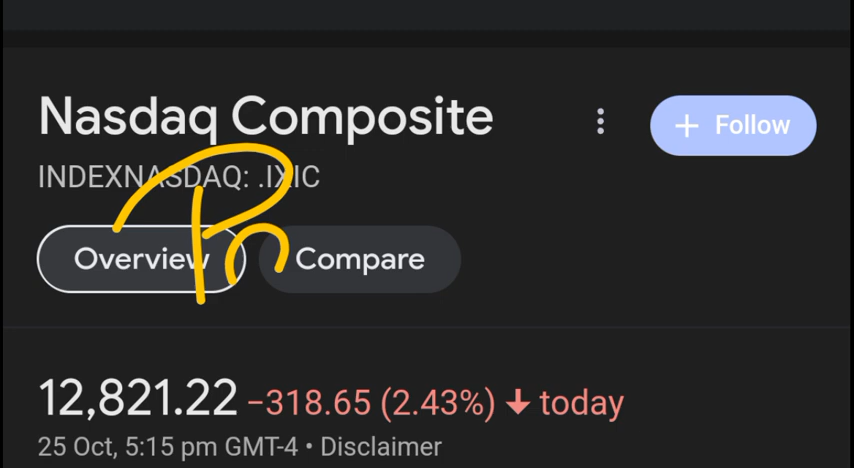 Nasdaq Composite
+ Follow
INDEXNASDAQ: .IXIC
Overview
Compare
12,821.22 −318.65 (2.43%) ↓ today
25 Oct, 5:15 pm GMT-4 • Disclaimer